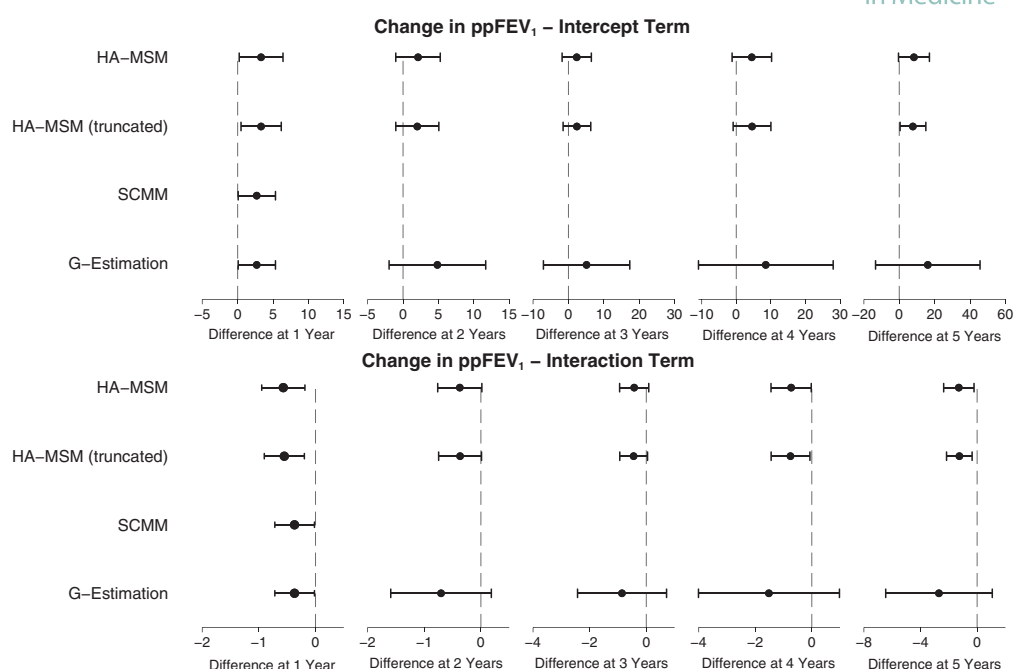 in Medicine
Change in ppFEV₁ − Intercept Term
HA−MSM
HA−MSM (truncated)
SCMM
G−Estimation
−5 0 5 10 15 −5 0 5 10 15 −10 0 10 20 30 −10 0 10 20 30 −20 0 20 40 60
Difference at 1 Year Difference at 2 Years Difference at 3 Years Difference at 4 Years Difference at 5 Years
Change in ppFEV₁ − Interaction Term
HA−MSM
HA−MSM (truncated)
SCMM
G−Estimation
−2 −1 0 −2 −1 0 −4 −2 0 −4 −2 0 −8 −4 0
Difference at 1 Year Difference at 2 Years Difference at 3 Years Difference at 4 Years Difference at 5 Years